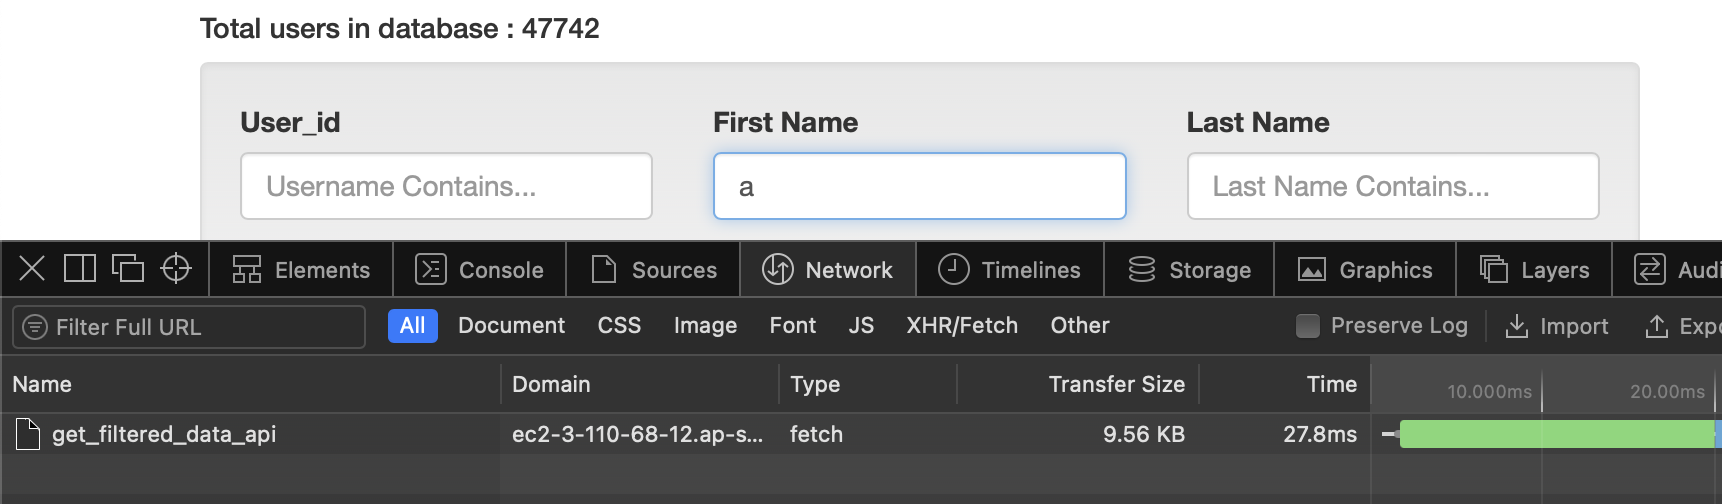 Total users in database : 47742
User_id First Name Last Name
Username Contains... a Last Name Contains...
Elements Console Sources Network Timelines Storage Graphics Layers Audi
Filter Full URL All Document CSS Image Font JS XHR/Fetch Other Preserve Log Import Expo
Name Domain Type Transfer Size Time 10.000ms 20.00ms
get_filtered_data_api ec2-3-110-68-12.ap-s... fetch 9.56 KB 27.8ms